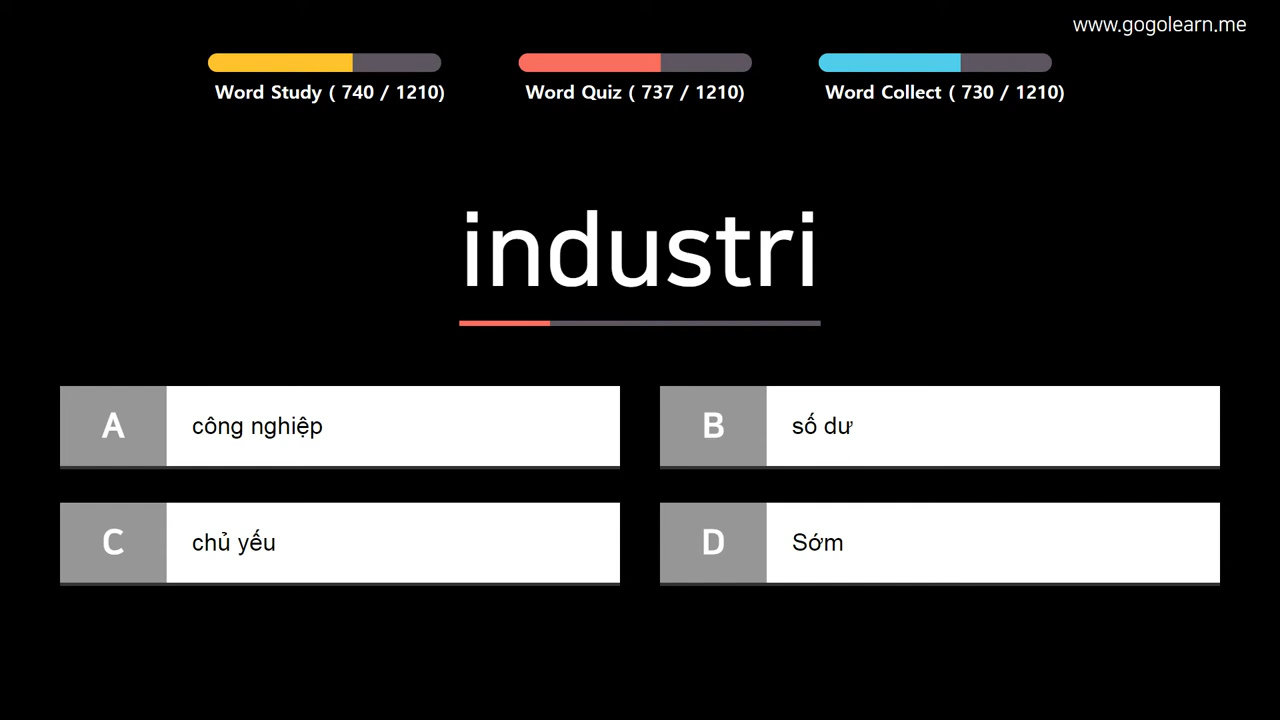 www.gogolearn.me
Word Study ( 740 / 1210)
Word Quiz ( 737 / 1210)
Word Collect ( 730 / 1210)
industri
A công nghiệp
B số dư
C chủ yếu
D Sớm